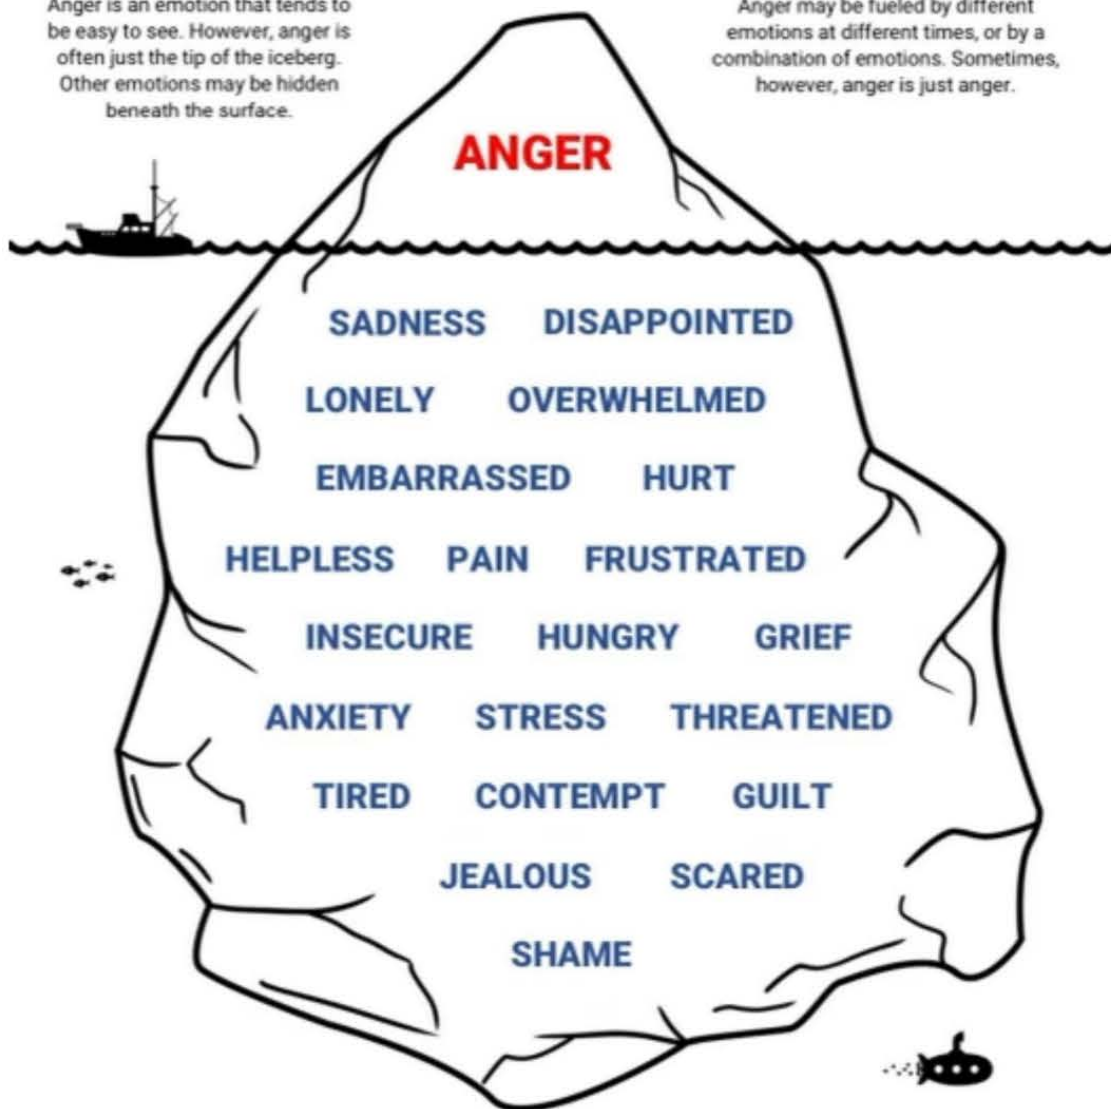 Anger is an emotion that tends to
be easy to see. However, anger is
often just the tip of the iceberg.
Other emotions may be hidden
beneath the surface.
Anger may be fueled by different
emotions at different times, or by a
combination of emotions. Sometimes,
however, anger is just anger.
ANGER
SADNESS DISAPPOINTED
LONELY OVERWHELMED
EMBARRASSED HURT
HELPLESS PAIN FRUSTRATED
INSECURE HUNGRY GRIEF
ANXIETY STRESS THREATENED
TIRED CONTEMPT GUILT
JEALOUS SCARED
SHAME